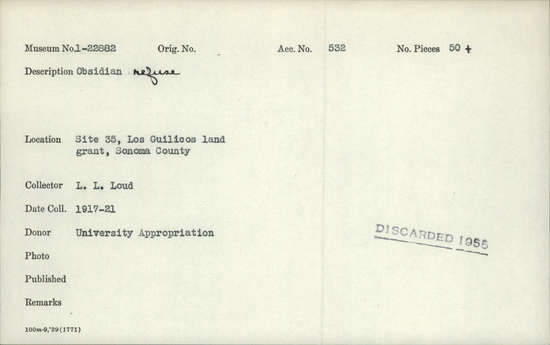 Museum No.1-22882 Orig. No. Acc. No. 532 No. Pieces 50 +
Description Obsidian refuse
Location Site 35, Los Guilicos land
grant, Sonoma County
Collector L. L. Loud
Date Coll. 1917-21
Donor University Appropriation
DISCARDED 1956
Photo
Published
Remarks
100m-9,'39(1771)